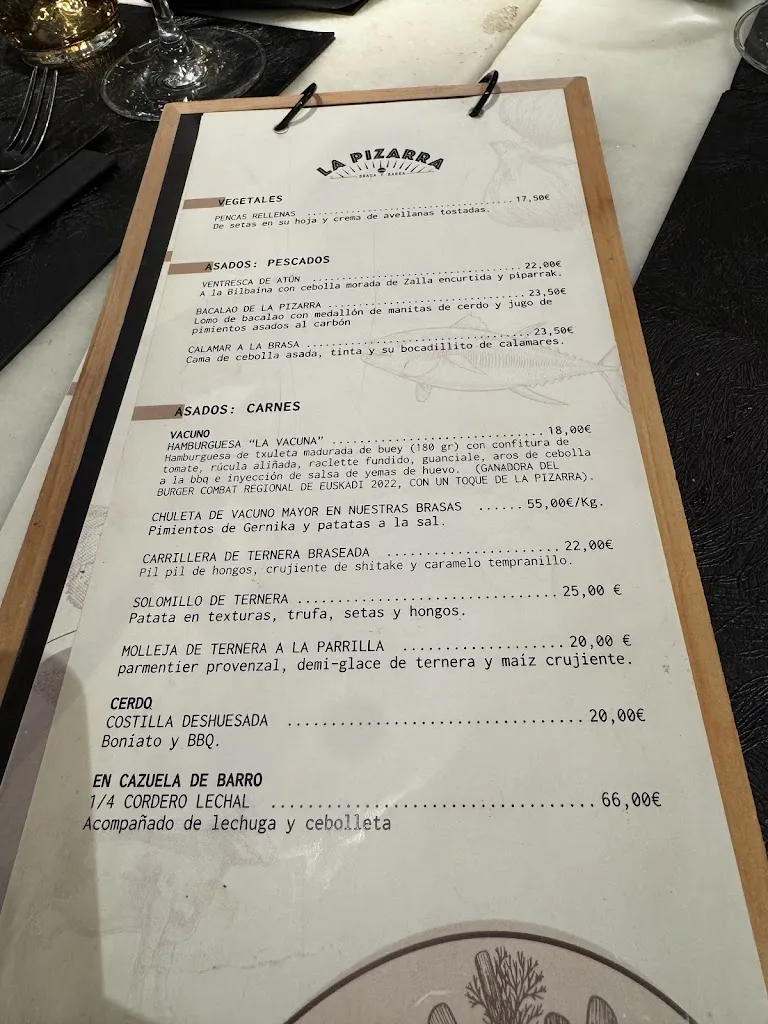 LA PIZARRA
BRASA Y BARRA
VEGETALES
PENCAS RELLENAS ........................................ 17,50€
De setas en su hoja y crema de avellanas tostadas.
ASADOS: PESCADOS
VENTRESCA DE ATÚN ........................................ 22,00€
A la Bilbaína con cebolla morada de Zalla encurtida y piparrak.
BACALAO DE LA PIZARRA ........................................ 23,50€
Lomo de bacalao con medallón de manitas de cerdo y jugo de
pimientos asados al carbón
CALAMAR A LA BRASA ........................................ 23,50€
Cama de cebolla asada, tinta y su bocadillito de calamares.
ASADOS: CARNES
VACUNO
HAMBURGUESA "LA VACUNA" ........................................ 18,00€
Hamburguesa de txuleta madurada de buey (180 gr) con confitura de
tomate, rúcula aliñada, raclette fundido, guanciale, aros de cebolla
a la bbq e inyección de salsa de yemas de huevo. (GANADORA DEL
BURGER COMBAT REGIONAL DE EUSKADI 2022, CON UN TOQUE DE LA PIZARRA).
CHULETA DE VACUNO MAYOR EN NUESTRAS BRASAS ...... 55,00€/Kg.
Pimientos de Gernika y patatas a la sal.
CARRILLERA DE TERNERA BRASEADA ........................ 22,00€
Pil pil de hongos, crujiente de shitake y caramelo tempranillo.
SOLOMILLO DE TERNERA .................................... 25,00 €
Patata en texturas, trufa, setas y hongos.
MOLLEJA DE TERNERA A LA PARRILLA ...................... 20,00 €
parmentier provenzal, demi-glace de ternera y maíz crujiente.
CERDO
COSTILLA DESHUESADA ...................................... 20,00€
Boniato y BBQ.
EN CAZUELA DE BARRO
1/4 CORDERO LECHAL ...................................... 66,00€
Acompañado de lechuga y cebolleta